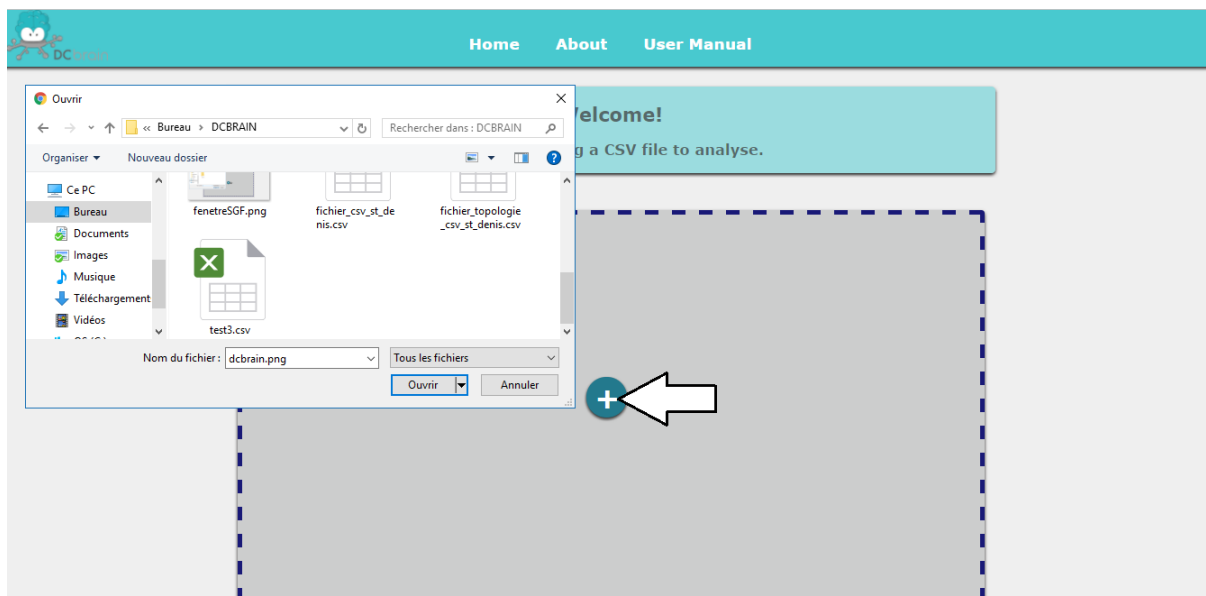 DCbrain
Home About User Manual
Ouvrir
« Bureau > DCBRAIN
Rechercher dans : DCBRAIN
Organiser
Nouveau dossier
Ce PC
Bureau
Documents
Images
Musique
Téléchargement
Vidéos
fenetreSGF.png
fichier_csv_st_de
nis.csv
fichier_topologie
_csv_st_denis.csv
test3.csv
Nom du fichier : dcbrain.png
Tous les fichiers
Ouvrir
Annuler
elcome!
g a CSV file to analyse.
+